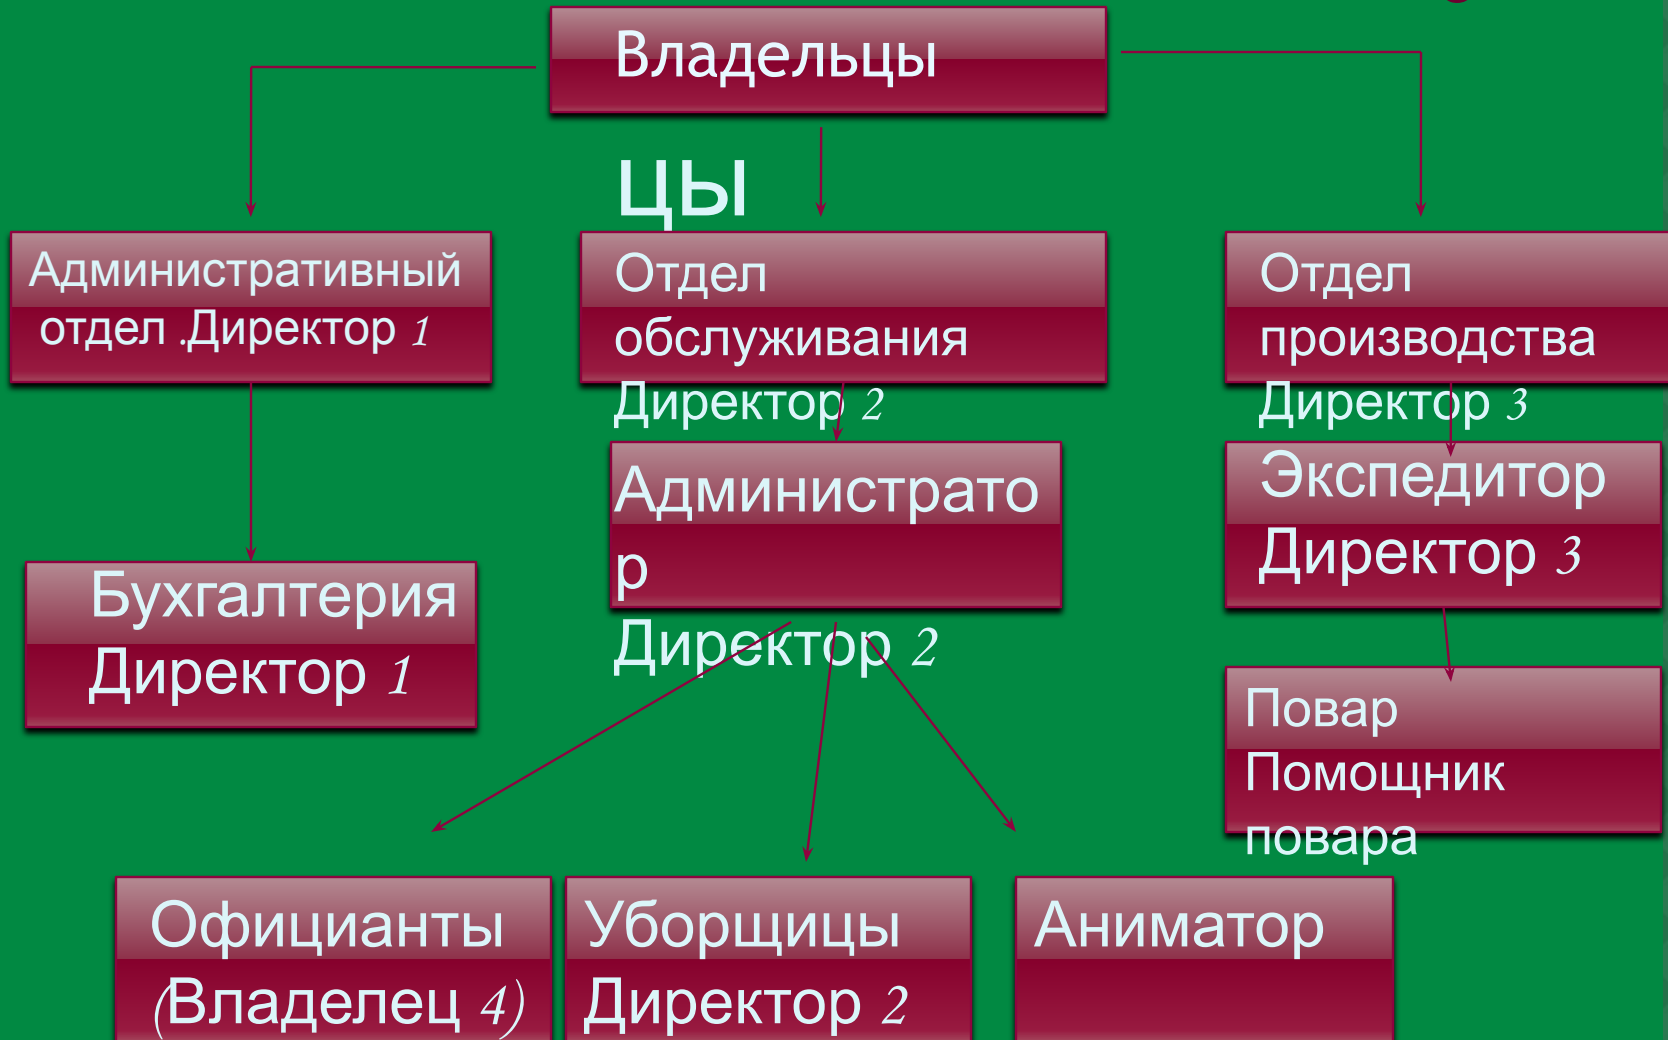 Владельцы
цы
Административный
отдел .Директор 1
Отдел
обслуживания
Директор 2
Отдел
производства
Директор 3
Администрато
р
Директор 2
Экспедитор
Директор 3
Бухгалтерия
Директор 1
Повар
Помощник
повара
Официанты
(Владелец 4)
Уборщицы
Директор 2
Аниматор